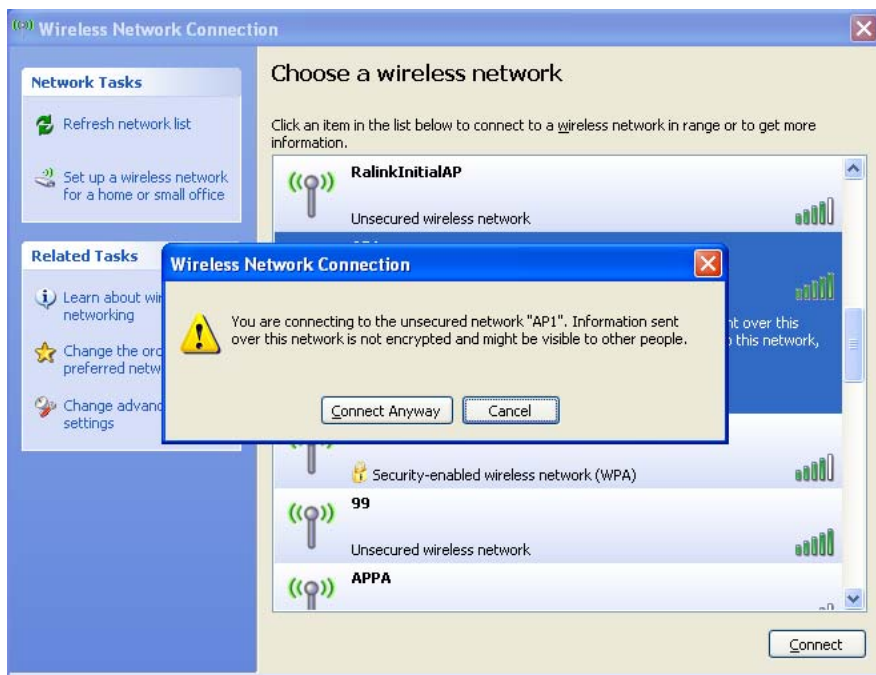 Wireless Network Connection
Network Tasks
Refresh network list
Set up a wireless network
for a home or small office
Related Tasks
Learn about
networking
Change the
preferred
Change
settings
Choose a wireless network
Click an item in the list below to connect to a wireless network in range or to get more
information.
RalinkInitialAP
Unsecured wireless network
over this
this network,
Security-enabled wireless network (WPA)
99
Unsecured wireless network
APPA
Connect
Wireless Network Connection
You are connecting to the unsecured network "AP1". Information sent
over this network is not encrypted and might be visible to other people.
Connect Anyway
Cancel